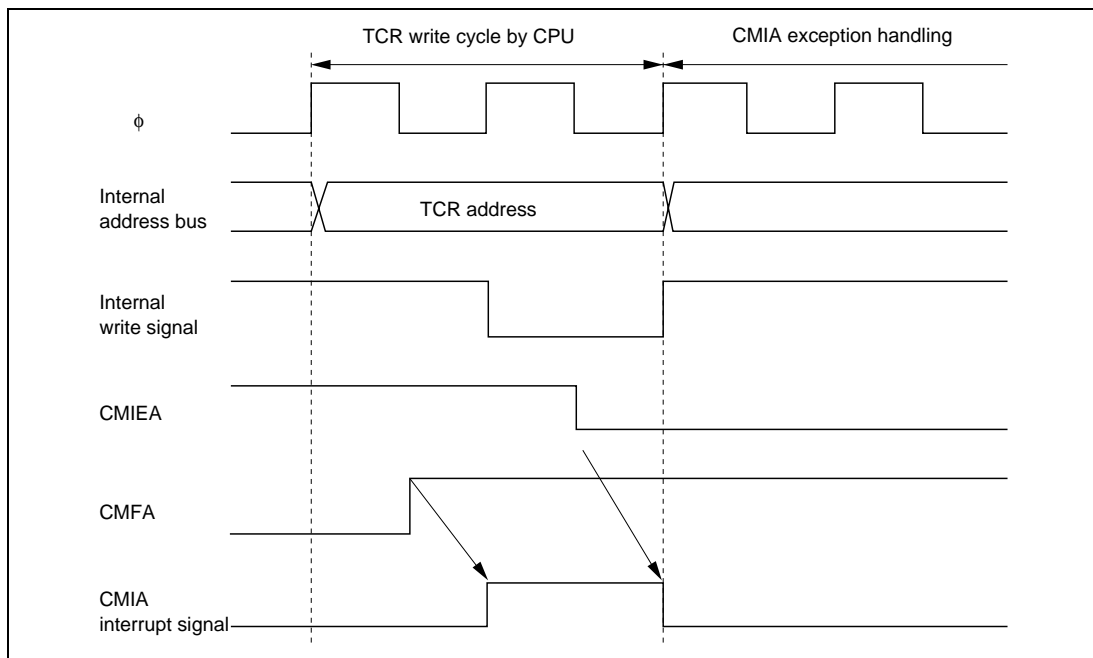 TCR write cycle by CPU
CMIA exception handling
ϕ
Internal
address bus
TCR address
Internal
write signal
CMIEA
CMFA
CMIA
interrupt signal